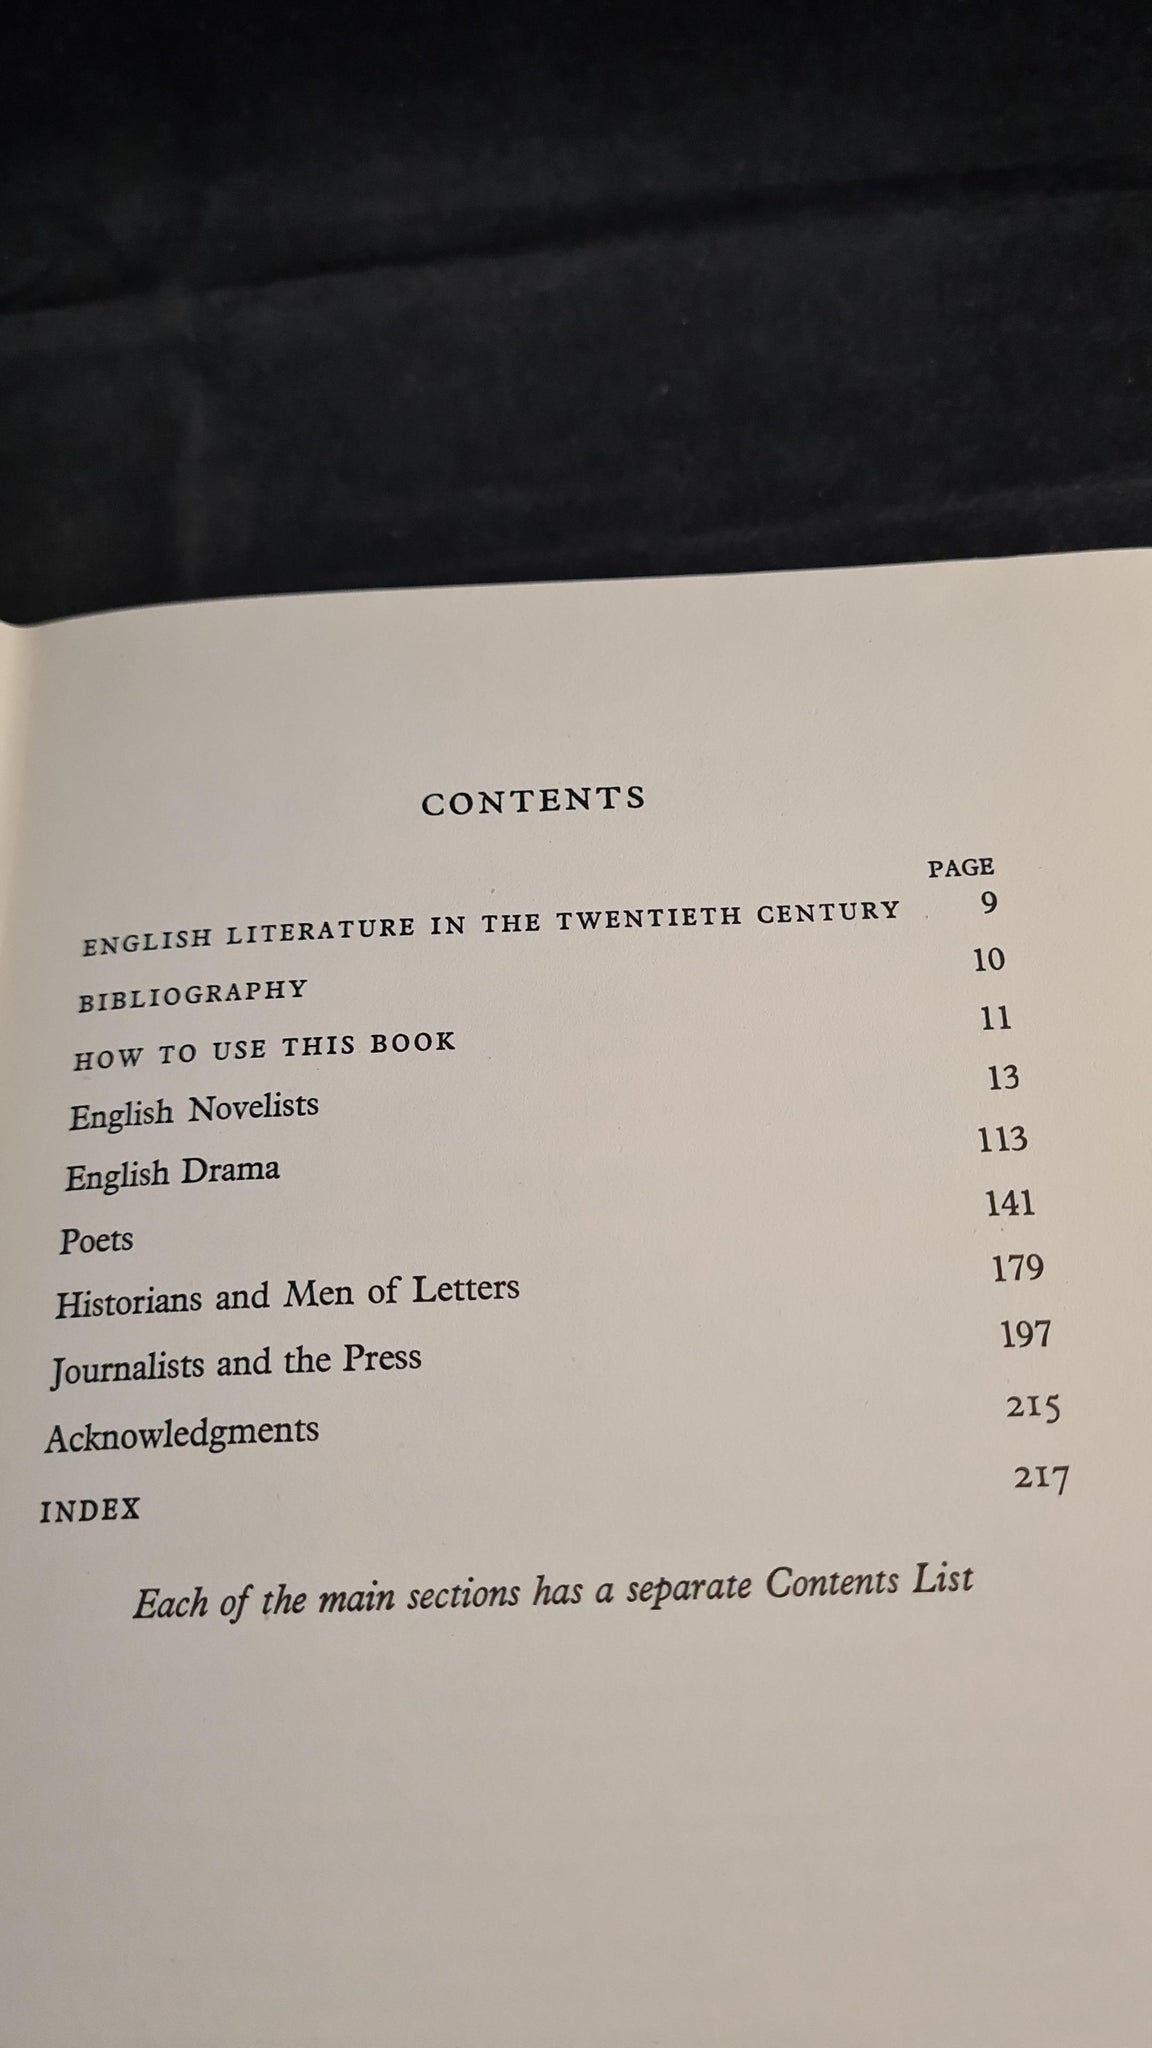 CONTENTS
PAGE
ENGLISH LITERATURE IN THE TWENTIETH CENTURY 9
BIBLIOGRAPHY 10
HOW TO USE THIS BOOK 11
English Novelists 13
English Drama 113
Poets 141
Historians and Men of Letters 179
Journalists and the Press 197
Acknowledgments 215
INDEX 217
Each of the main sections has a separate Contents List